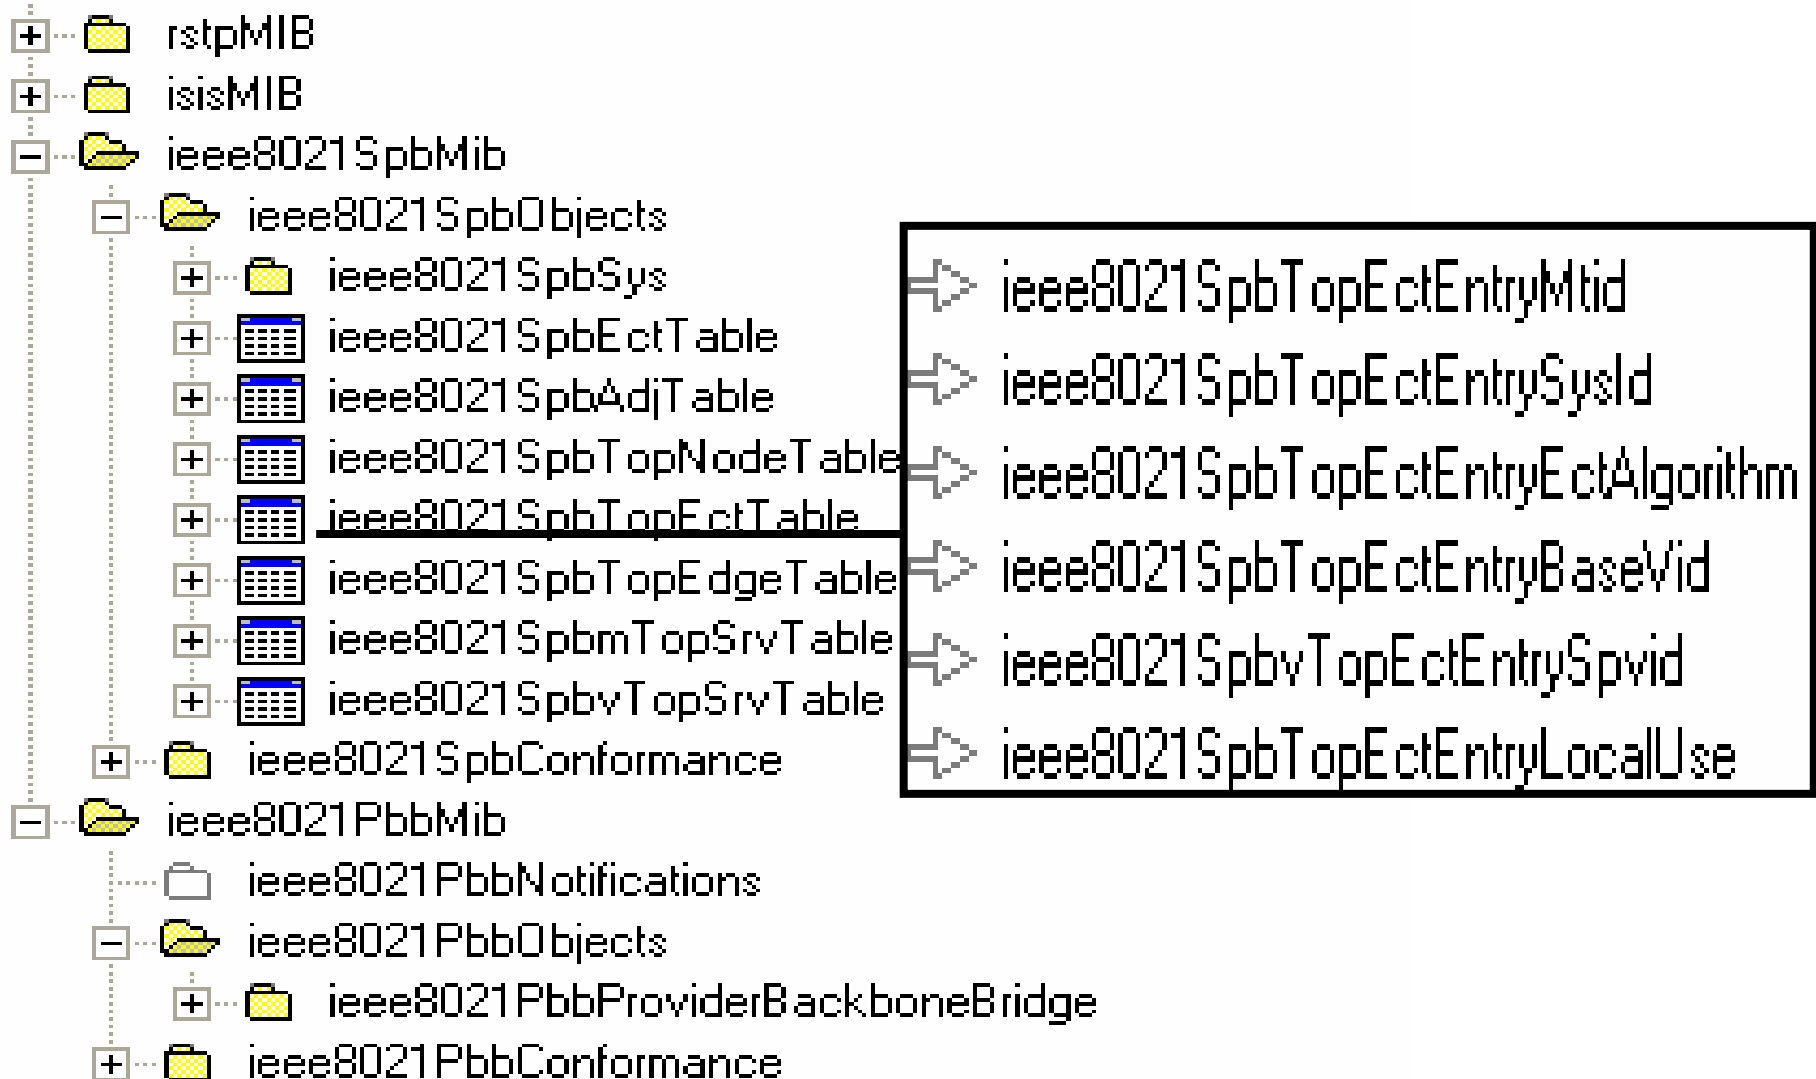 rstpMIB
isisMIB
ieee8021SpbMib
ieee8021SpbObjects
ieee8021SpbSys
ieee8021SpbEctTable
ieee8021SpbAdjTable
ieee8021SpbTopNodeTable
ieee8021SpbTopEctTable
ieee8021SpbTopEdgeTable
ieee8021SpbmTopSrvTable
ieee8021SpbvTopSrvTable
ieee8021SpbConformance
ieee8021PbbMib
ieee8021PbbNotifications
ieee8021PbbObjects
ieee8021PbbProviderBackboneBridge
ieee8021PbbConformance
ieee8021SpbTopEctEntryMtid
ieee8021SpbTopEctEntrySysId
ieee8021SpbTopEctEntryEctAlgorithm
ieee8021SpbTopEctEntryBaseVid
ieee8021SpbvTopEctEntrySpvid
ieee8021SpbTopEctEntryLocalUse